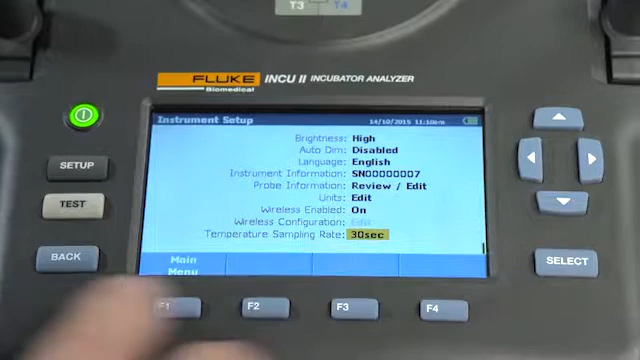 T3 T4
FLUKE
Biomedical
INCU II INCUBATOR ANALYZER
Instrument Setup 14/10/2015 11:10am
Brightness: High
Auto Dim: Disabled
Language: English
Instrument Information: SN00000007
Probe Information: Review / Edit
Units: Edit
Wireless Enabled: On
Wireless Configuration: Edit
Temperature Sampling Rate: 30sec
Main
Menu
SETUP
TEST
BACK
SELECT
F1 F2 F3 F4